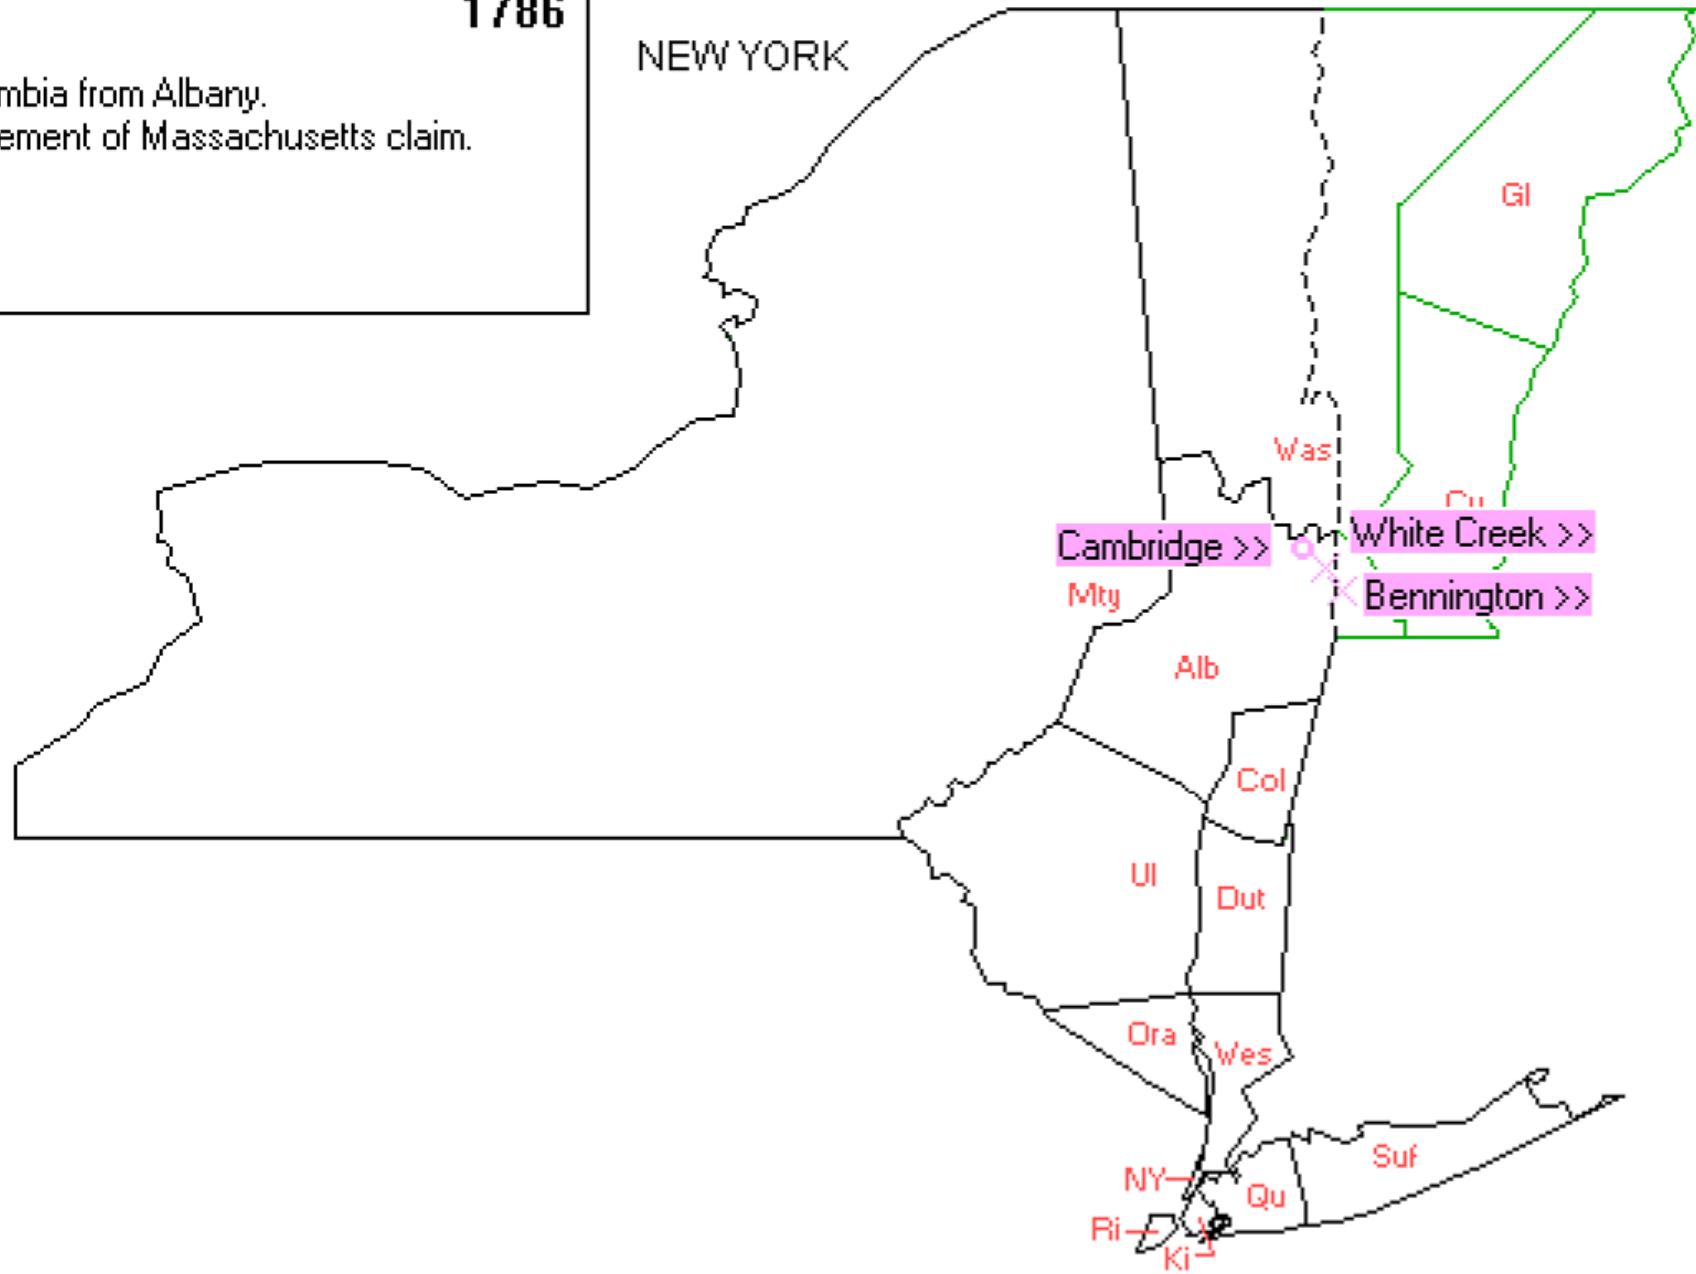 1786
NEW YORK
mbia from Albany.
ement of Massachusetts claim.
Gl
Was
Cu
White Creek >>
Cambridge >>
Mty
Bennington >>
Alb
Col
Ul
Dut
Ora
Wes
Suf
NY
Qu
Ri
Ki